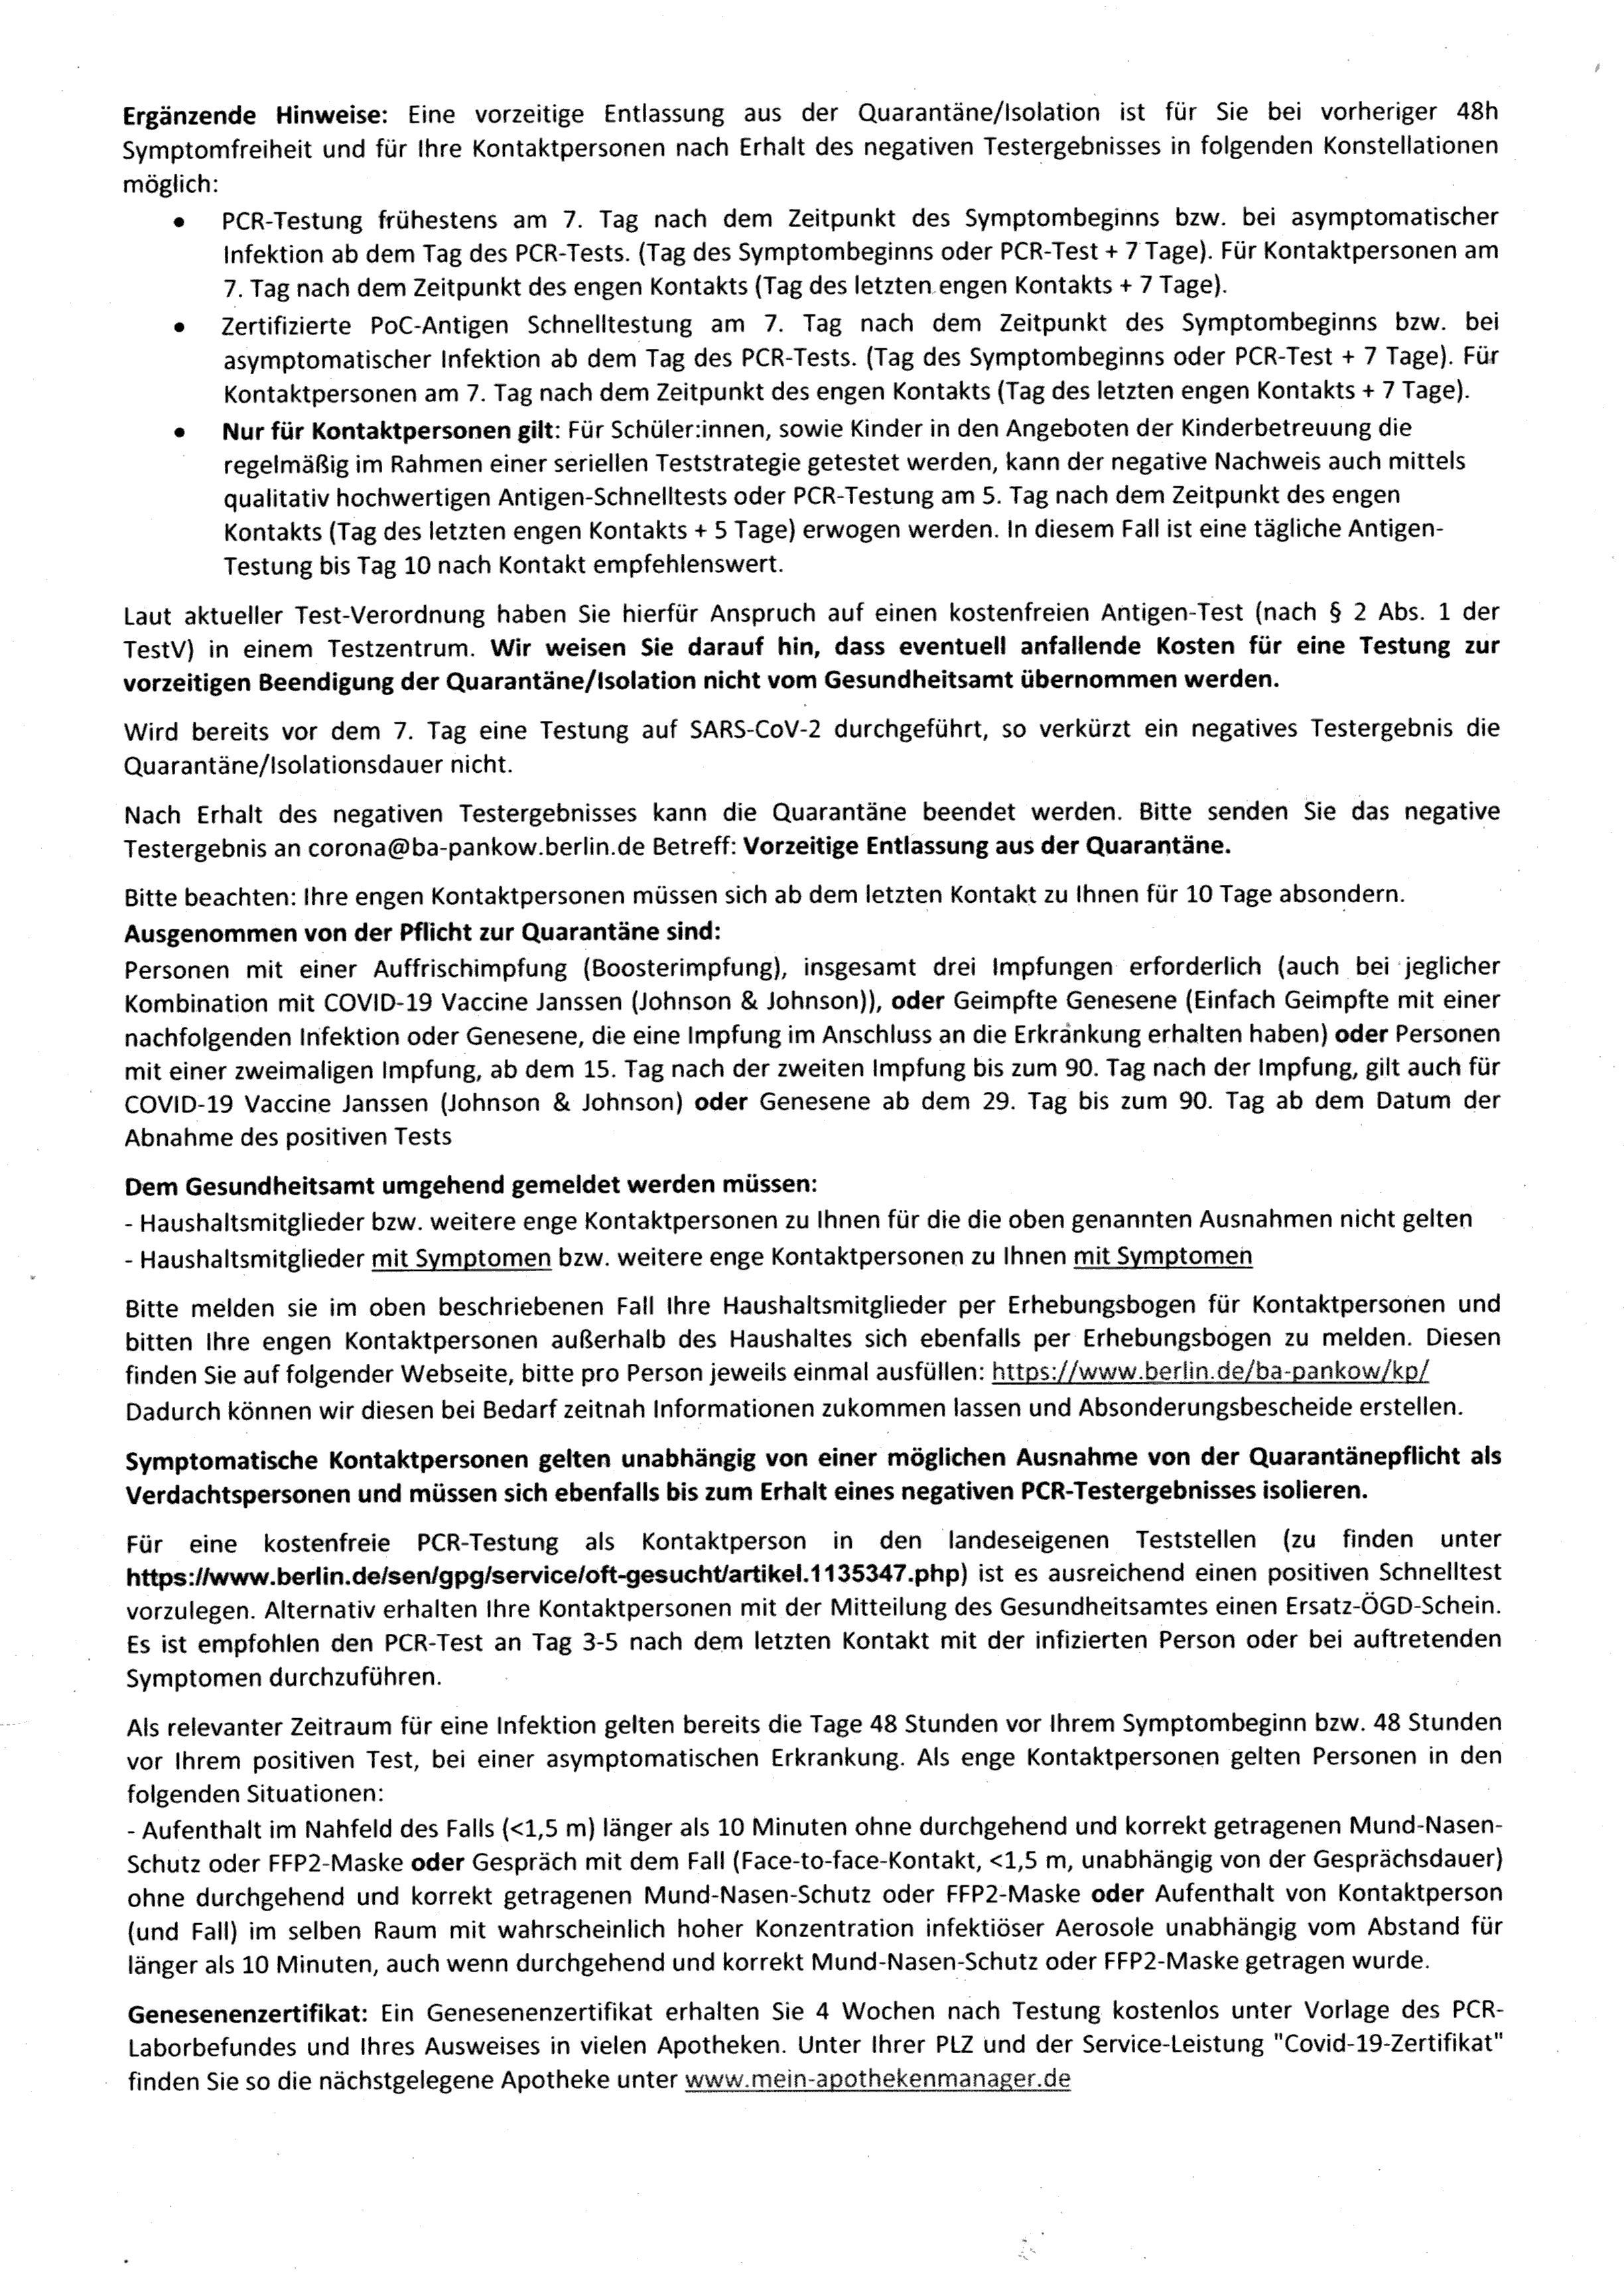 Ergänzende Hinweise: Eine vorzeitige Entlassung aus der Quarantäne/Isolation ist für Sie bei vorheriger 48h
Symptomfreiheit und für Ihre Kontaktpersonen nach Erhalt des negativen Testergebnisses in folgenden Konstellationen
möglich:
• PCR-Testung frühestens am 7. Tag nach dem Zeitpunkt des Symptombeginns bzw. bei asymptomatischer
Infektion ab dem Tag des PCR-Tests. (Tag des Symptombeginns oder PCR-Test + 7 Tage). Für Kontaktpersonen am
7. Tag nach dem Zeitpunkt des engen Kontakts (Tag des letzten engen Kontakts + 7 Tage).
• Zertifizierte PoC-Antigen Schnelltestung am 7. Tag nach dem Zeitpunkt des Symptombeginns bzw. bei
asymptomatischer Infektion ab dem Tag des PCR-Tests. (Tag des Symptombeginns oder PCR-Test + 7 Tage). Für
Kontaktpersonen am 7. Tag nach dem Zeitpunkt des engen Kontakts (Tag des letzten engen Kontakts + 7 Tage).
• Nur für Kontaktpersonen gilt: Für Schüler:innen, sowie Kinder in den Angeboten der Kinderbetreuung die
regelmäßig im Rahmen einer seriellen Teststrategie getestet werden, kann der negative Nachweis auch mittels
qualitativ hochwertigen Antigen-Schnelltests oder PCR-Testung am 5. Tag nach dem Zeitpunkt des engen
Kontakts (Tag des letzten engen Kontakts + 5 Tage) erwogen werden. In diesem Fall ist eine tägliche Antigen-
Testung bis Tag 10 nach Kontakt empfehlenswert.
Laut aktueller Test-Verordnung haben Sie hierfür Anspruch auf einen kostenfreien Antigen-Test (nach § 2 Abs. 1 der
TestV) in einem Testzentrum. Wir weisen Sie darauf hin, dass eventuell anfallende Kosten für eine Testung zur
vorzeitigen Beendigung der Quarantäne/Isolation nicht vom Gesundheitsamt übernommen werden.
Wird bereits vor dem 7. Tag eine Testung auf SARS-CoV-2 durchgeführt, so verkürzt ein negatives Testergebnis die
Quarantäne/Isolationsdauer nicht.
Nach Erhalt des negativen Testergebnisses kann die Quarantäne beendet werden. Bitte senden Sie das negative
Testergebnis an corona@ba-pankow.berlin.de Betreff: Vorzeitige Entlassung aus der Quarantäne.
Bitte beachten: Ihre engen Kontaktpersonen müssen sich ab dem letzten Kontakt zu Ihnen für 10 Tage absondern.
Ausgenommen von der Pflicht zur Quarantäne sind:
Personen mit einer Auffrischimpfung (Boosterimpfung), insgesamt drei Impfungen erforderlich (auch bei jeglicher
Kombination mit COVID-19 Vaccine Janssen (Johnson & Johnson)), oder Geimpfte Genesene (Einfach Geimpfte mit einer
nachfolgenden Infektion oder Genesene, die eine Impfung im Anschluss an die Erkrankung erhalten haben) oder Personen
mit einer zweimaligen Impfung, ab dem 15. Tag nach der zweiten Impfung bis zum 90. Tag nach der Impfung, gilt auch für
COVID-19 Vaccine Janssen (Johnson & Johnson) oder Genesene ab dem 29. Tag bis zum 90. Tag ab dem Datum der
Abnahme des positiven Tests
Dem Gesundheitsamt umgehend gemeldet werden müssen:
- Haushaltsmitglieder bzw. weitere enge Kontaktpersonen zu Ihnen für die die oben genannten Ausnahmen nicht gelten
- Haushaltsmitglieder mit Symptomen bzw. weitere enge Kontaktpersonen zu Ihnen mit Symptomen
Bitte melden sie im oben beschriebenen Fall Ihre Haushaltsmitglieder per Erhebungsbogen für Kontaktpersonen und
bitten Ihre engen Kontaktpersonen außerhalb des Haushaltes sich ebenfalls per Erhebungsbogen zu melden. Diesen
finden Sie auf folgender Webseite, bitte pro Person jeweils einmal ausfüllen: https://www.berlin.de/ba-pankow/kp/
Dadurch können wir diesen bei Bedarf zeitnah Informationen zukommen lassen und Absonderungsbescheide erstellen.
Symptomatische Kontaktpersonen gelten unabhängig von einer möglichen Ausnahme von der Quarantänepflicht als
Verdachtspersonen und müssen sich ebenfalls bis zum Erhalt eines negativen PCR-Testergebnisses isolieren.
Für eine kostenfreie PCR-Testung als Kontaktperson in den landeseigenen Teststellen (zu finden unter
https://www.berlin.de/sen/gpg/service/oft-gesucht/artikel.1135347.php) ist es ausreichend einen positiven Schnelltest
vorzulegen. Alternativ erhalten Ihre Kontaktpersonen mit der Mitteilung des Gesundheitsamtes einen Ersatz-ÖGD-Schein.
Es ist empfohlen den PCR-Test an Tag 3-5 nach dem letzten Kontakt mit der infizierten Person oder bei auftretenden
Symptomen durchzuführen.
Als relevanter Zeitraum für eine Infektion gelten bereits die Tage 48 Stunden vor Ihrem Symptombeginn bzw. 48 Stunden
vor Ihrem positiven Test, bei einer asymptomatischen Erkrankung. Als enge Kontaktpersonen gelten Personen in den
folgenden Situationen:
- Aufenthalt im Nahfeld des Falls (<1,5 m) länger als 10 Minuten ohne durchgehend und korrekt getragenen Mund-Nasen-
Schutz oder FFP2-Maske oder Gespräch mit dem Fall (Face-to-face-Kontakt, <1,5 m, unabhängig von der Gesprächsdauer)
ohne durchgehend und korrekt getragenen Mund-Nasen-Schutz oder FFP2-Maske oder Aufenthalt von Kontaktperson
(und Fall) im selben Raum mit wahrscheinlich hoher Konzentration infektiöser Aerosole unabhängig vom Abstand für
länger als 10 Minuten, auch wenn durchgehend und korrekt Mund-Nasen-Schutz oder FFP2-Maske getragen wurde.
Genesenenzertifikat: Ein Genesenenzertifikat erhalten Sie 4 Wochen nach Testung kostenlos unter Vorlage des PCR-
Laborbefundes und Ihres Ausweises in vielen Apotheken. Unter Ihrer PLZ und der Service-Leistung "Covid-19-Zertifikat"
finden Sie so die nächstgelegene Apotheke unter www.mein-apothekenmanager.de